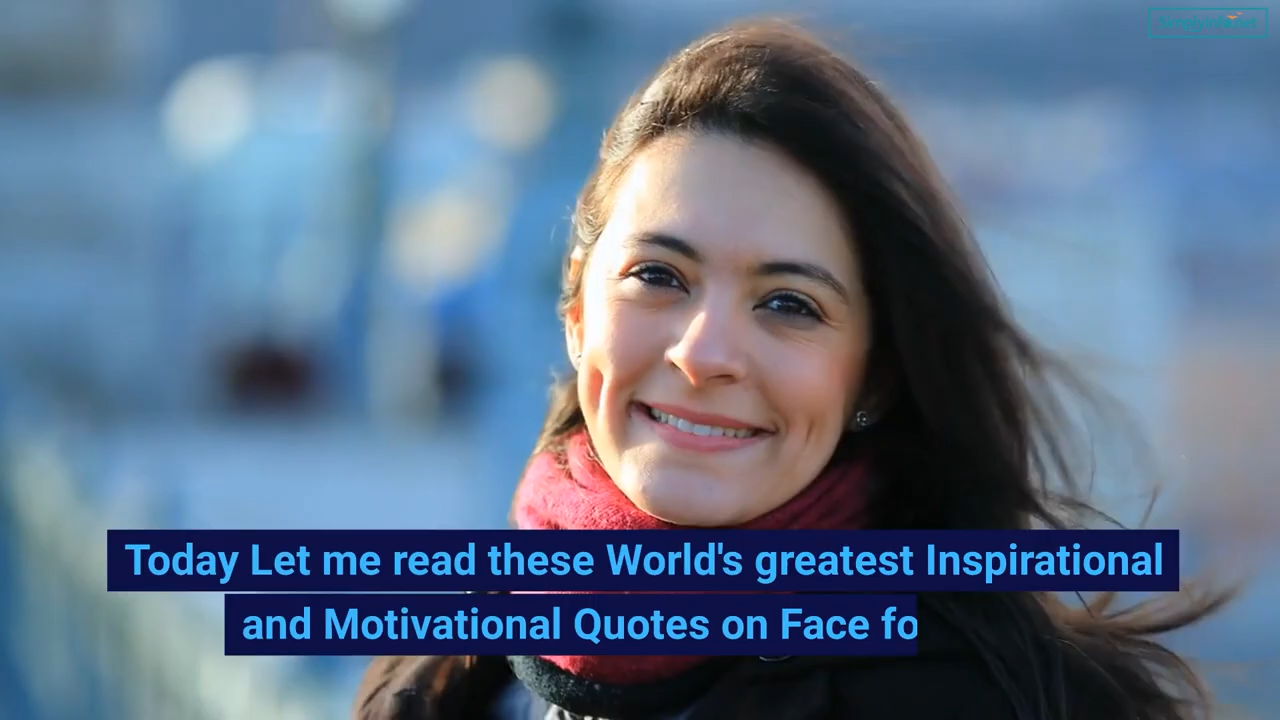 Today Let me read these World's greatest Inspirational
and Motivational Quotes on Face fo